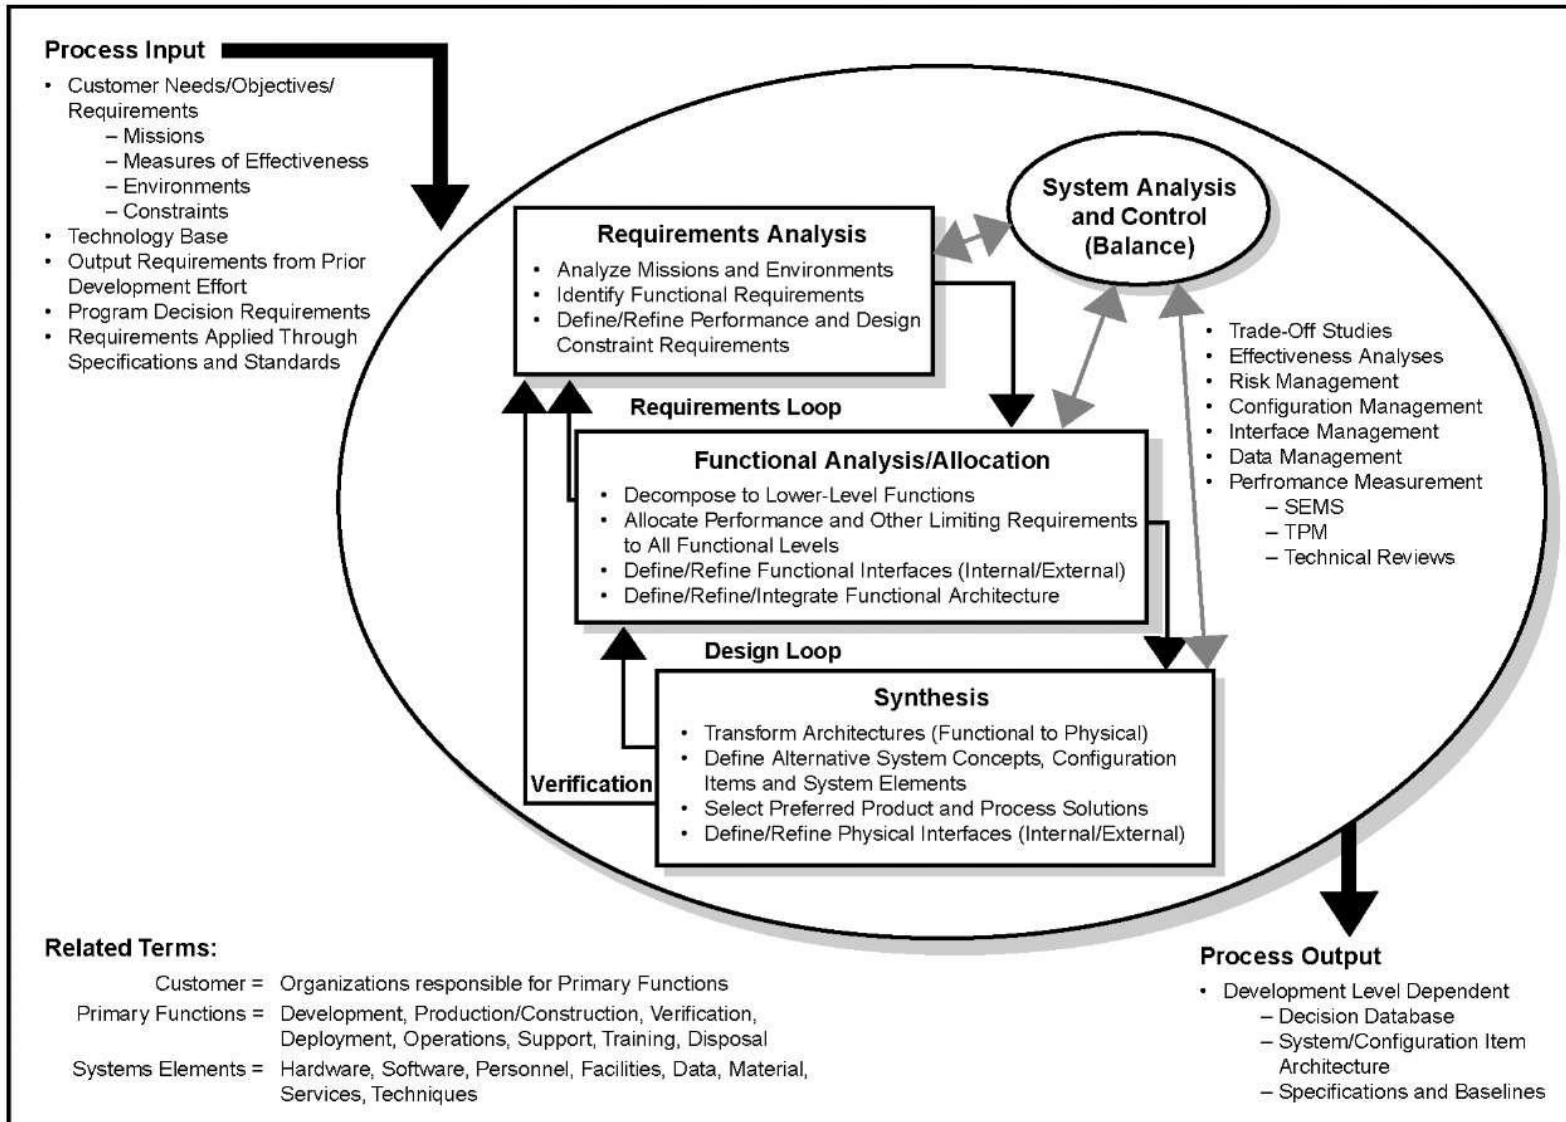 Process Input
• Customer Needs/Objectives/
Requirements
– Missions
– Measures of Effectiveness
– Environments
– Constraints
• Technology Base
• Output Requirements from Prior
Development Effort
• Program Decision Requirements
• Requirements Applied Through
Specifications and Standards
System Analysis
and Control
(Balance)
Requirements Analysis
• Analyze Missions and Environments
• Identify Functional Requirements
• Define/Refine Performance and Design
Constraint Requirements
• Trade-Off Studies
• Effectiveness Analyses
• Risk Management
• Configuration Management
• Interface Management
• Data Management
• Perfromance Measurement
– SEMS
– TPM
– Technical Reviews
Requirements Loop
Functional Analysis/Allocation
• Decompose to Lower-Level Functions
• Allocate Performance and Other Limiting Requirements
to All Functional Levels
• Define/Refine Functional Interfaces (Internal/External)
• Define/Refine/Integrate Functional Architecture
Design Loop
Synthesis
• Transform Architectures (Functional to Physical)
• Define Alternative System Concepts, Configuration
Items and System Elements
• Select Preferred Product and Process Solutions
• Define/Refine Physical Interfaces (Internal/External)
Verification
Related Terms:
Customer = Organizations responsible for Primary Functions
Primary Functions = Development, Production/Construction, Verification,
Deployment, Operations, Support, Training, Disposal
Systems Elements = Hardware, Software, Personnel, Facilities, Data, Material,
Services, Techniques
Process Output
• Development Level Dependent
– Decision Database
– System/Configuration Item
Architecture
– Specifications and Baselines